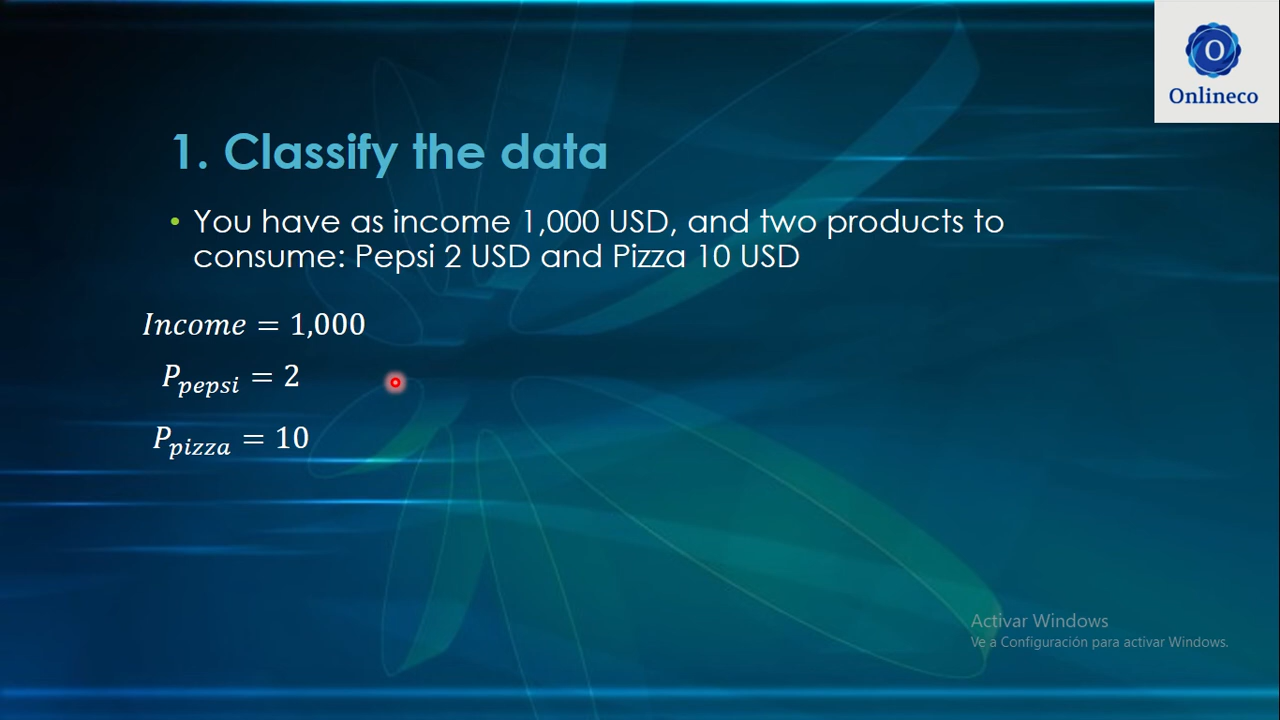 O
Onlineco
1. Classify the data
• You have as income 1,000 USD, and two products to
consume: Pepsi 2 USD and Pizza 10 USD
Income = 1,000
P_pepsi = 2
P_pizza = 10
Activar Windows
Ve a Configuración para activar Windows.